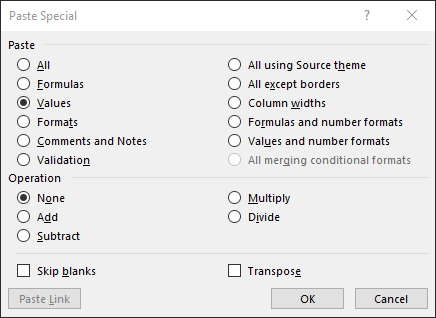 Paste Special
Paste
All
All using Source theme
Formulas
All except borders
Values
Column widths
Formats
Formulas and number formats
Comments and Notes
Values and number formats
Validation
All merging conditional formats
Operation
None
Multiply
Add
Divide
Subtract
Skip blanks
Transpose
Paste Link
OK
Cancel